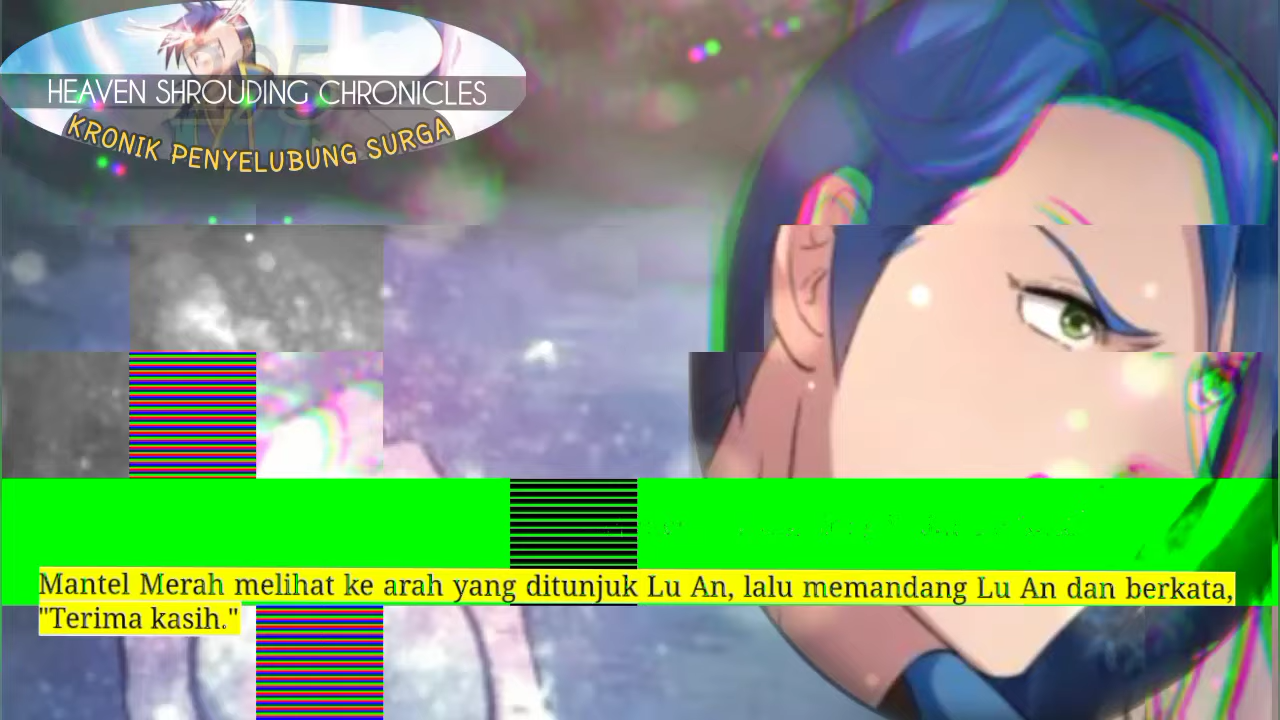 HEAVEN SHROUDING CHRONICLES
KRONIK PENYELUBUNG SURGA
Mantel Merah melihat ke arah yang ditunjuk Lu An, lalu memandang Lu An dan berkata,
"Terima kasih."